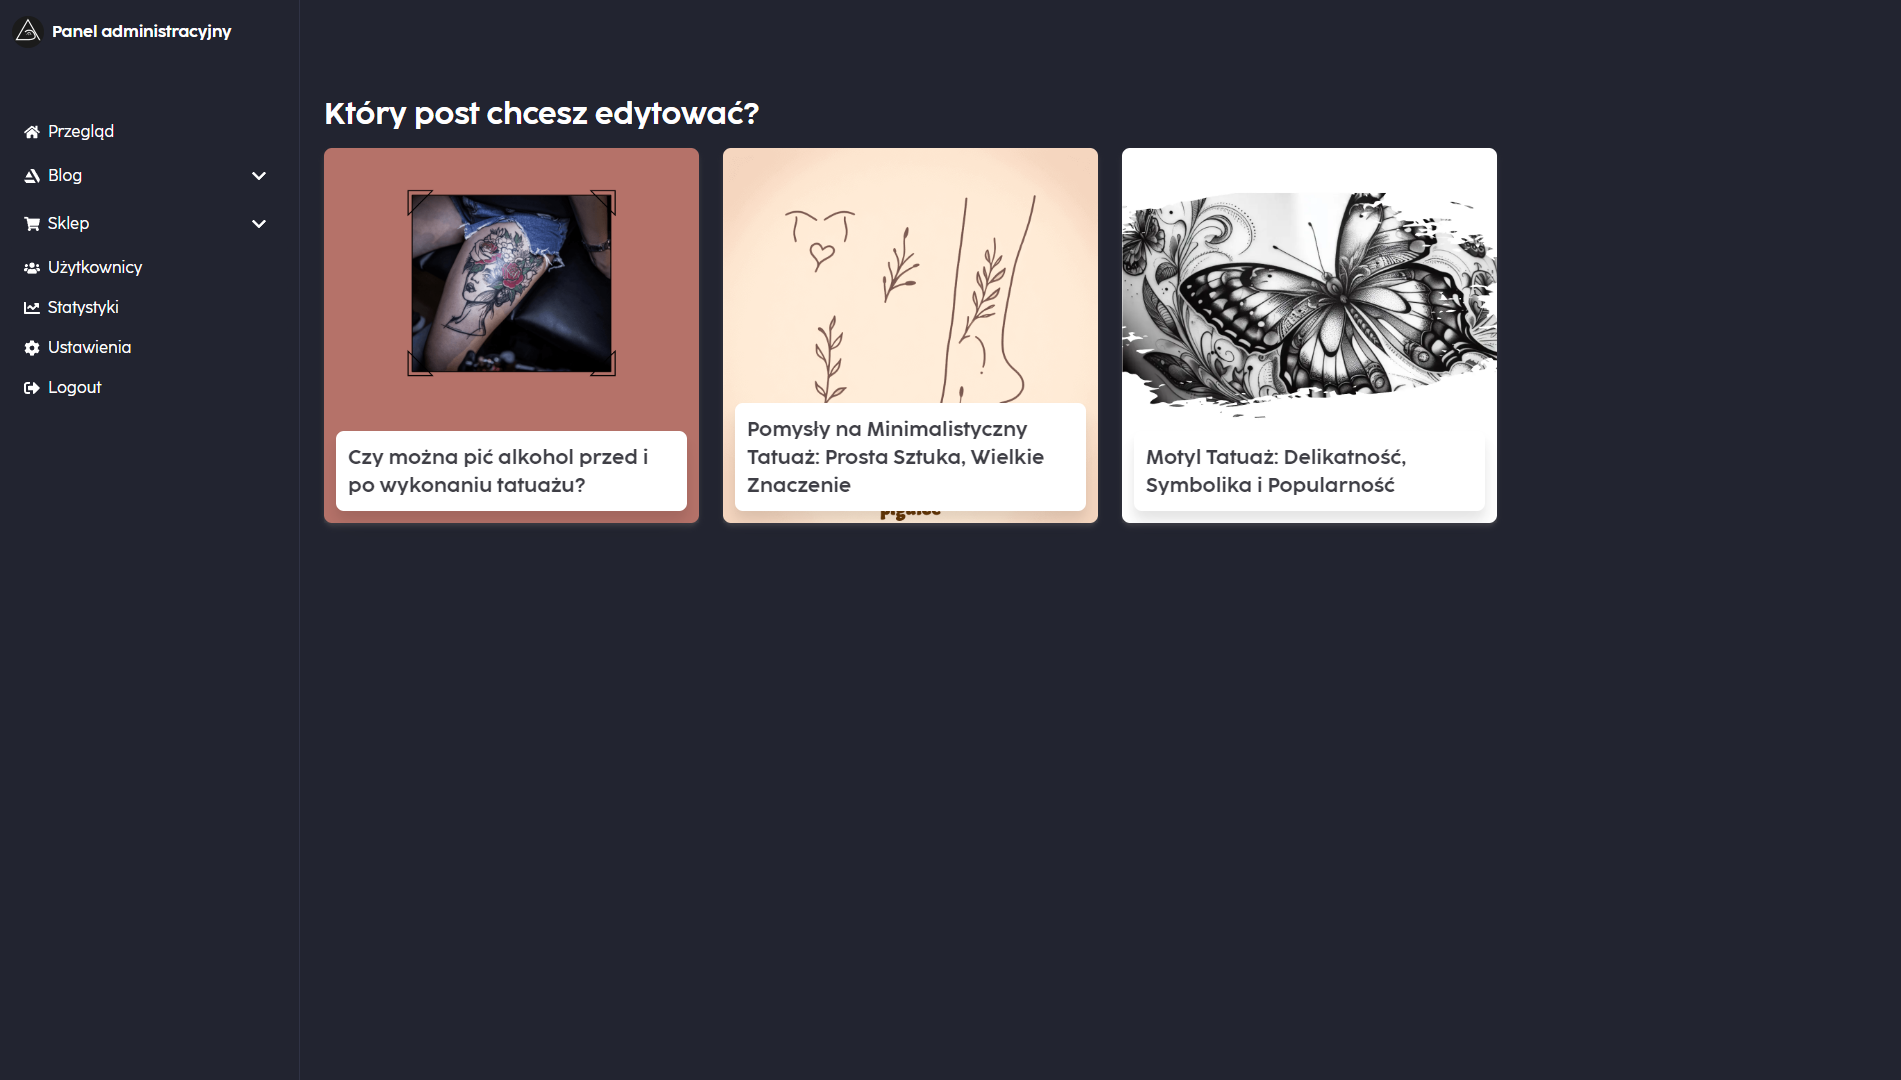 Panel administracyjny
Przegląd
Blog
Sklep
Użytkownicy
Statystyki
Ustawienia
Logout
Który post chcesz edytować?
Czy można pić alkohol przed i
po wykonaniu tatuażu?
Pomysły na Minimalistyczny
Tatuaż: Prosta Sztuka, Wielkie
Znaczenie
Motyl Tatuaż: Delikatność,
Symbolika i Popularność